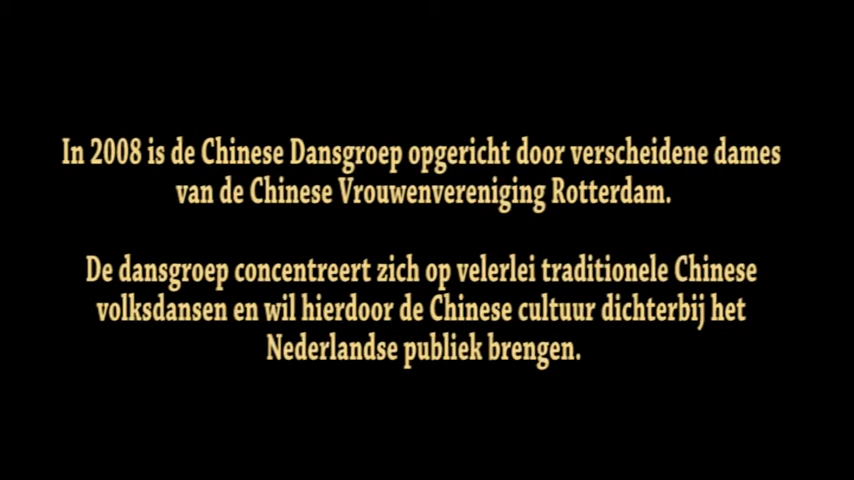 In 2008 is de Chinese Dansgroep opgericht door verscheidene dames
van de Chinese Vrouwenvereniging Rotterdam.
De dansgroep concentreert zich op velerlei traditionele Chinese
volksdansen en wil hierdoor de Chinese cultuur dichterbij het
Nederlandse publiek brengen.